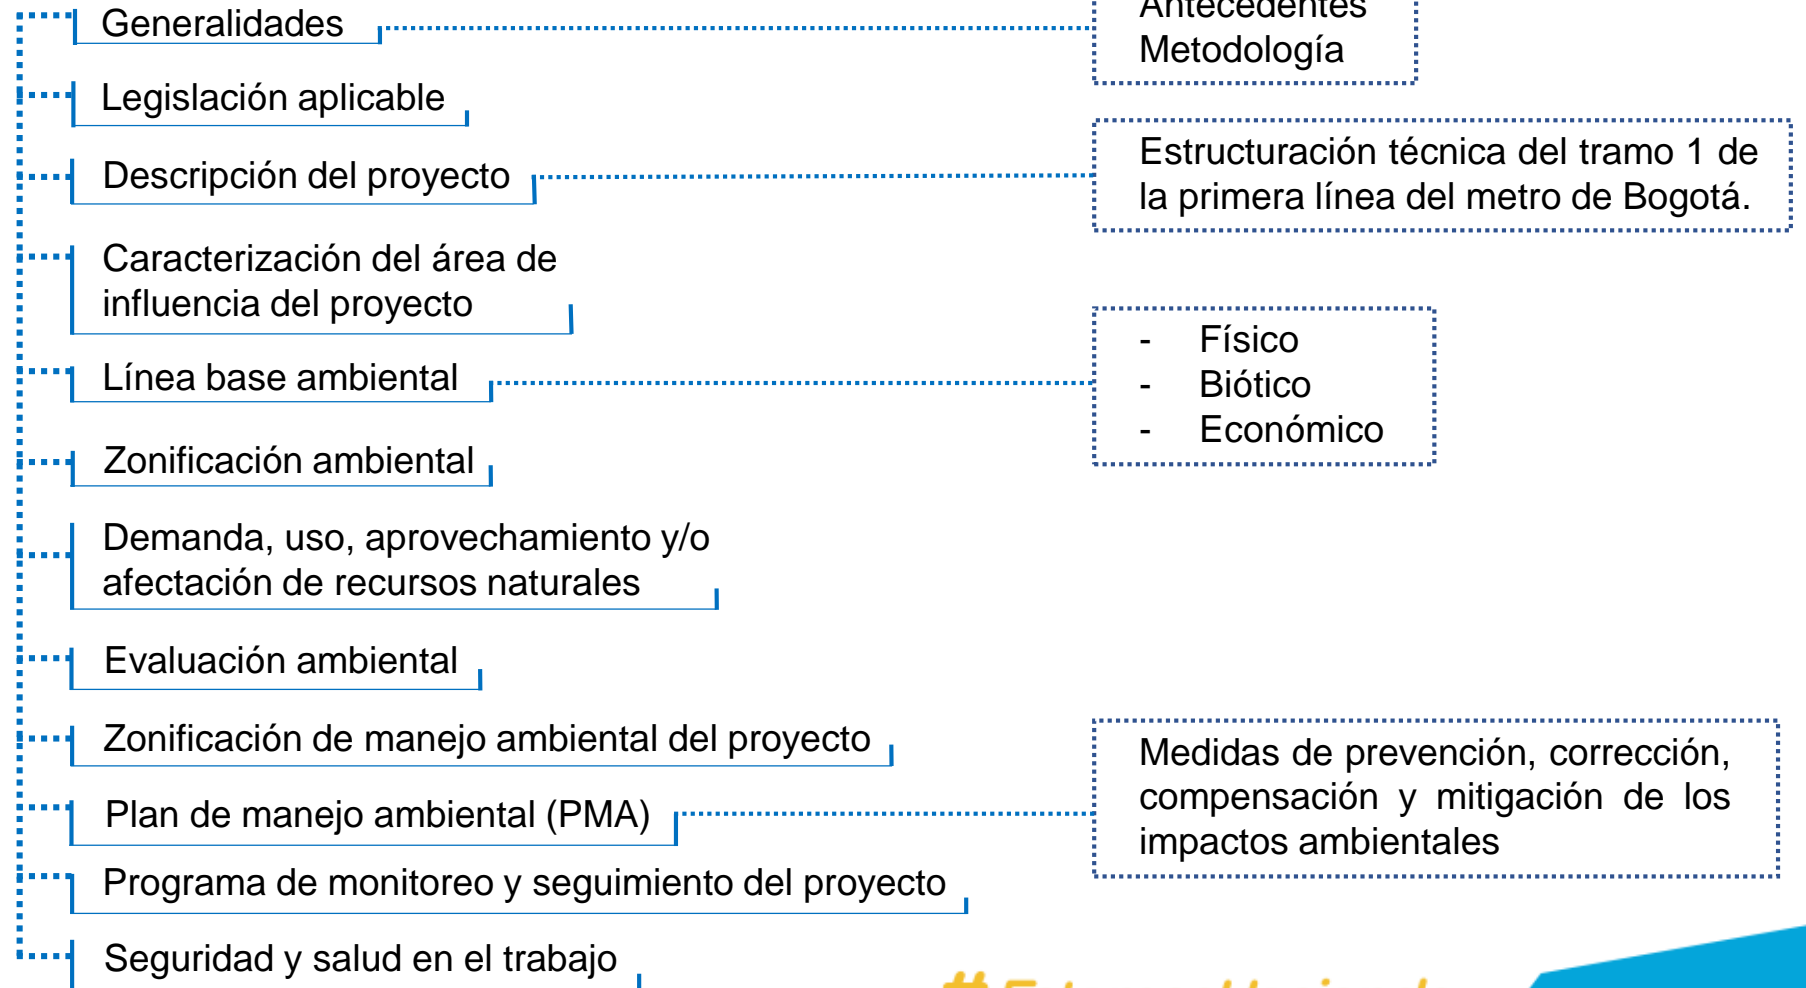 Generalidades
Antecedentes
Metodología
Legislación aplicable
Descripción del proyecto
Estructuración técnica del tramo 1 de
la primera línea del metro de Bogotá.
Caracterización del área de
influencia del proyecto
Línea base ambiental
- Físico
- Biótico
- Económico
Zonificación ambiental
Demanda, uso, aprovechamiento y/o
afectación de recursos naturales
Evaluación ambiental
Zonificación de manejo ambiental del proyecto
Plan de manejo ambiental (PMA)
Medidas de prevención, corrección,
compensación y mitigación de los
impactos ambientales
Programa de monitoreo y seguimiento del proyecto
Seguridad y salud en el trabajo